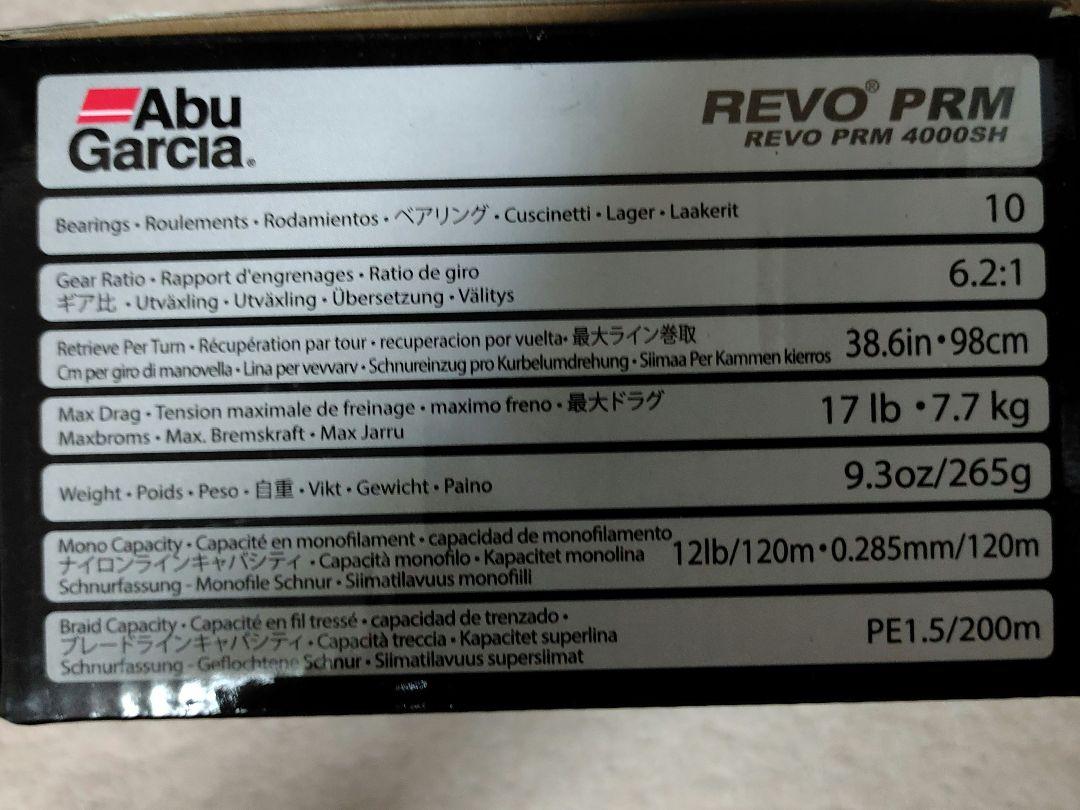 Abu
Garcia®
REVO® PRM
REVO PRM 4000SH
Bearings • Roulements • Rodamientos • ベアリング • Cuscinetti • Lager • Laakerit
10
Gear Ratio • Rapport d'engrenages • Ratio de giro
ギア比 • Utväxling • Utväxling • Übersetzung • Välitys
6.2:1
Retrieve Per Turn • Récupération par tour • recuperacion por vuelta• 最大ライン巻取
Cm per giro di manovella • Lina per vevvarv • Schnureinzug pro Kurbelumdrehung • Siimaa Per Kammen kierros
38.6in•98cm
Max Drag • Tension maximale de freinage • maximo freno • 最大ドラグ
Maxbroms • Max. Bremskraft • Max Jarru
17 lb •7.7 kg
Weight • Poids • Peso • 自重 • Vikt • Gewicht • Paino
9.3oz/265g
Mono Capacity • Capacité en monofilament • capacidad de monofilamento
ナイロンラインキャパシティ • Capacità monofilo • Kapacitet monolina
Schnurfassung - Monofile Schnur • Siimatilavuus monofiili
12lb/120m•0.285mm/120m
Braid Capacity • Capacité en fil tressé • capacidad de trenzado •
ブレードラインキャパシティ • Capacità treccia • Kapacitet superlina
Schnurfassung - Geflochtene Schnur • Siimatilavuus supersiimat
PE1.5/200m